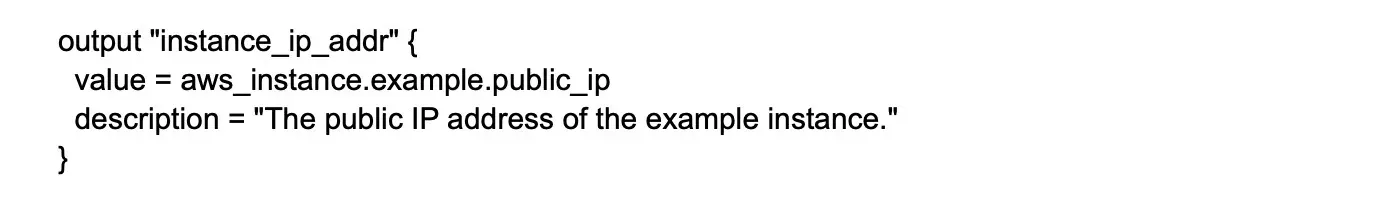 output "instance_ip_addr" {
value = aws_instance.example.public_ip
description = "The public IP address of the example instance."
}